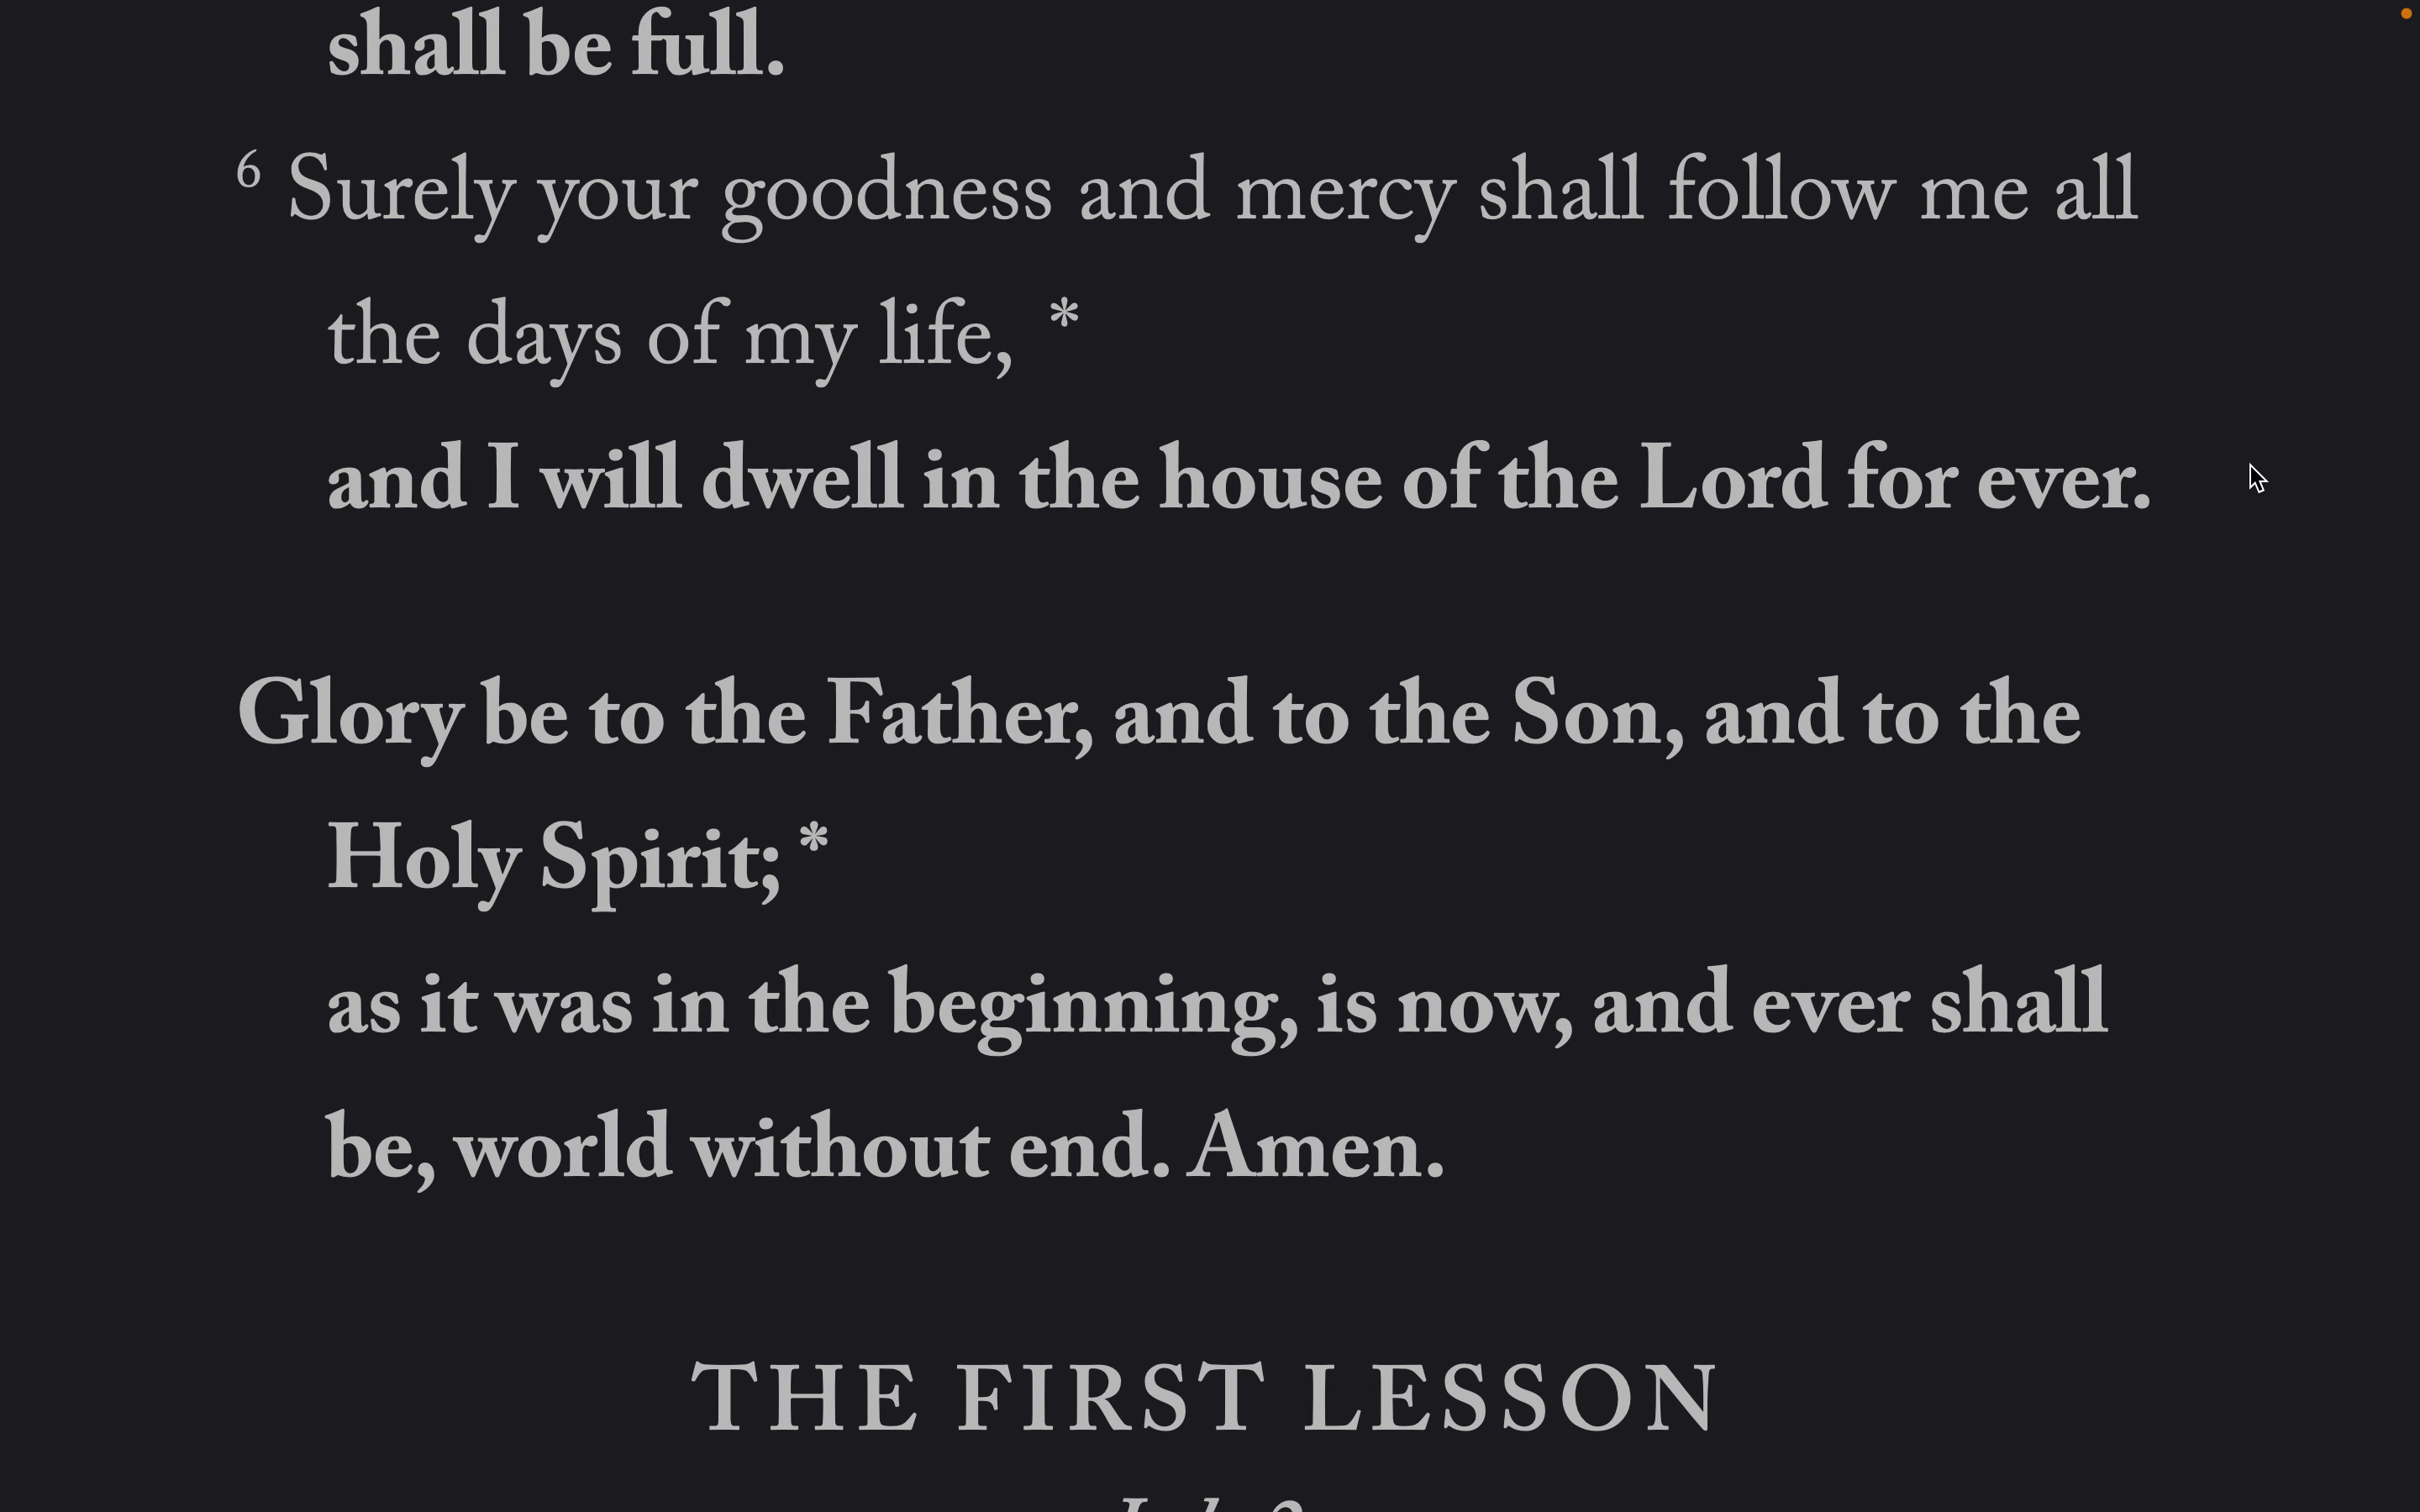 shall be full.
6 Surely your goodness and mercy shall follow me all
the days of my life, *
and I will dwell in the house of the Lord for ever.
Glory be to the Father, and to the Son, and to the
Holy Spirit; *
as it was in the beginning, is now, and ever shall
be, world without end. Amen.
THE FIRST LESSON